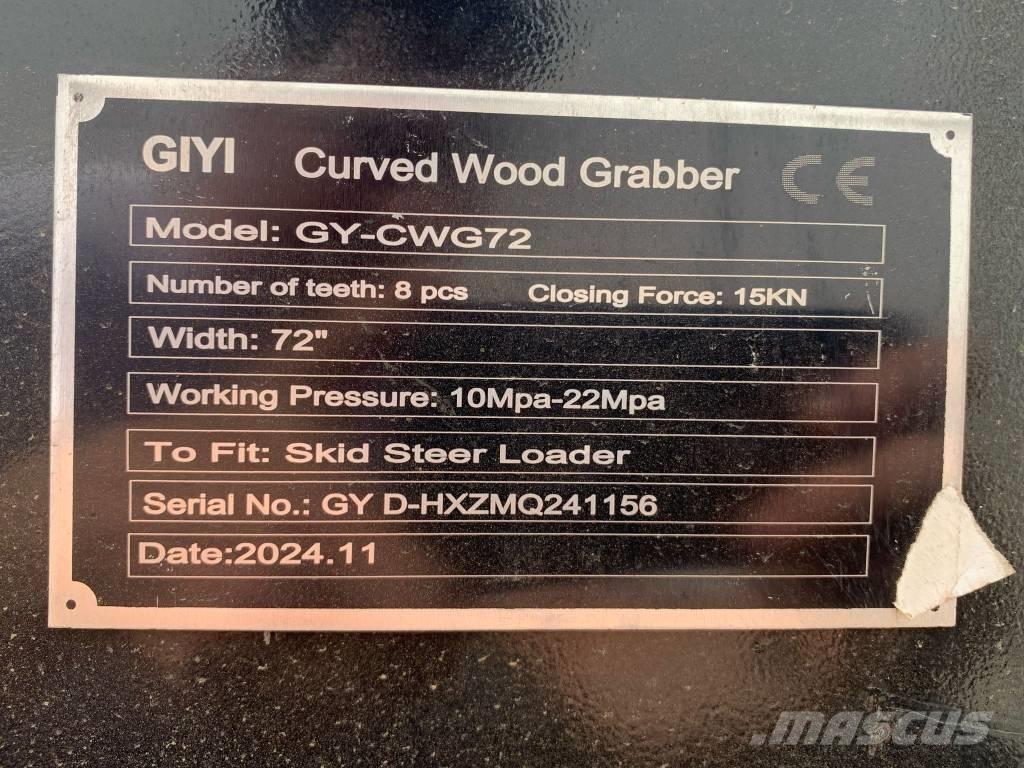 GIYI Curved Wood Grabber CE
Model: GY-CWG72
Number of teeth: 8 pcs Closing Force: 15KN
Width: 72"
Working Pressure: 10Mpa-22Mpa
To Fit: Skid Steer Loader
Serial No.: GY D-HXZMQ241156
Date:2024.11
mascus